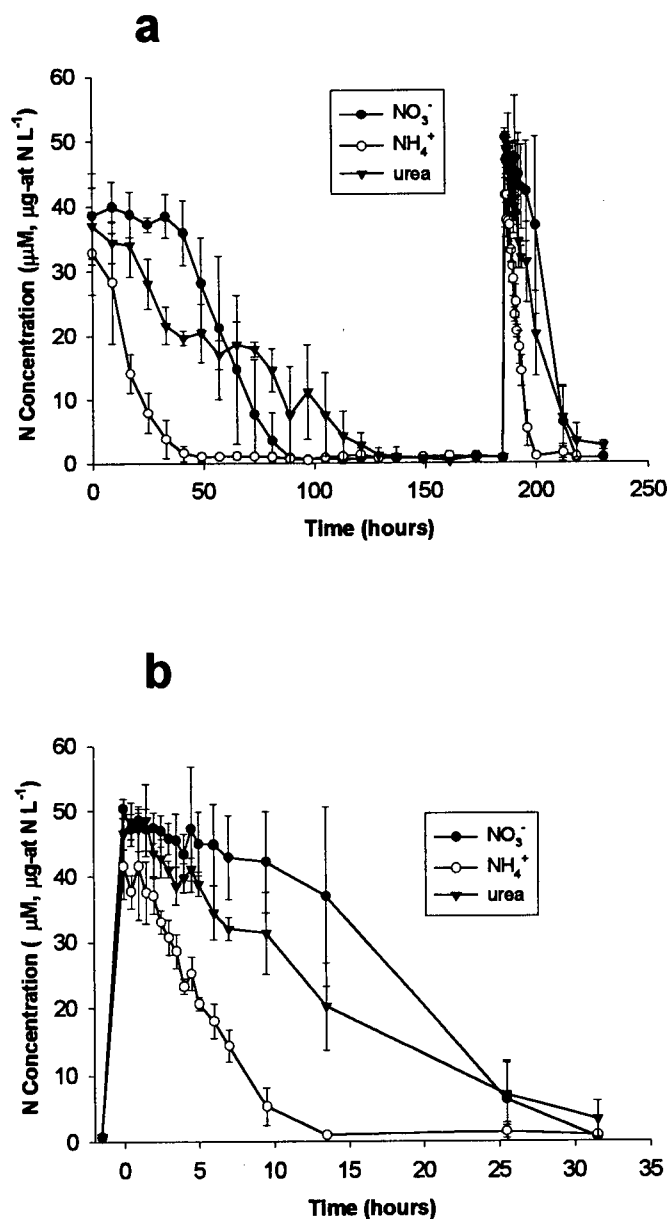 a
60
50
40
30
20
10
0
N Concentration (µM, µg-at N L⁻¹)
NO₃⁻
NH₄⁺
urea
0 50 100 150 200 250
Time (hours)
b
60
50
40
30
20
10
0
N Concentration ( µM, µg-at N L⁻¹)
NO₃⁻
NH₄⁺
urea
0 5 10 15 20 25 30 35
Time (hours)